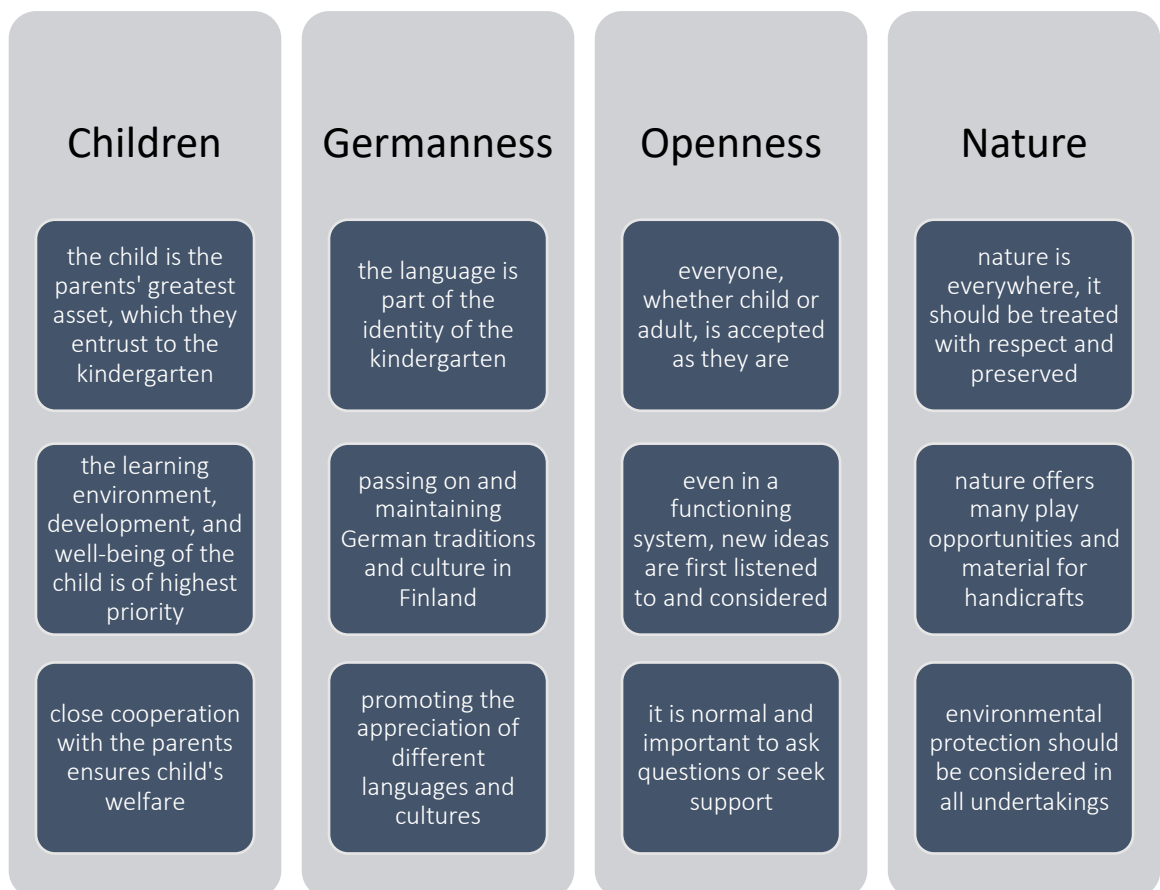 Children
the child is the
parents' greatest
asset, which they
entrust to the
kindergarten
the learning
environment,
development, and
well-being of the
child is of highest
priority
close cooperation
with the parents
ensures child's
welfare
Germanness
the language is
part of the
identity of the
kindergarten
passing on and
maintaining
German traditions
and culture in
Finland
promoting the
appreciation of
different
languages and
cultures
Openness
everyone,
whether child or
adult, is accepted
as they are
even in a
functioning
system, new ideas
are first listened
to and considered
it is normal and
important to ask
questions or seek
support
Nature
nature is
everywhere, it
should be treated
with respect and
preserved
nature offers
many play
opportunities and
material for
handicrafts
environmental
protection should
be considered in
all undertakings